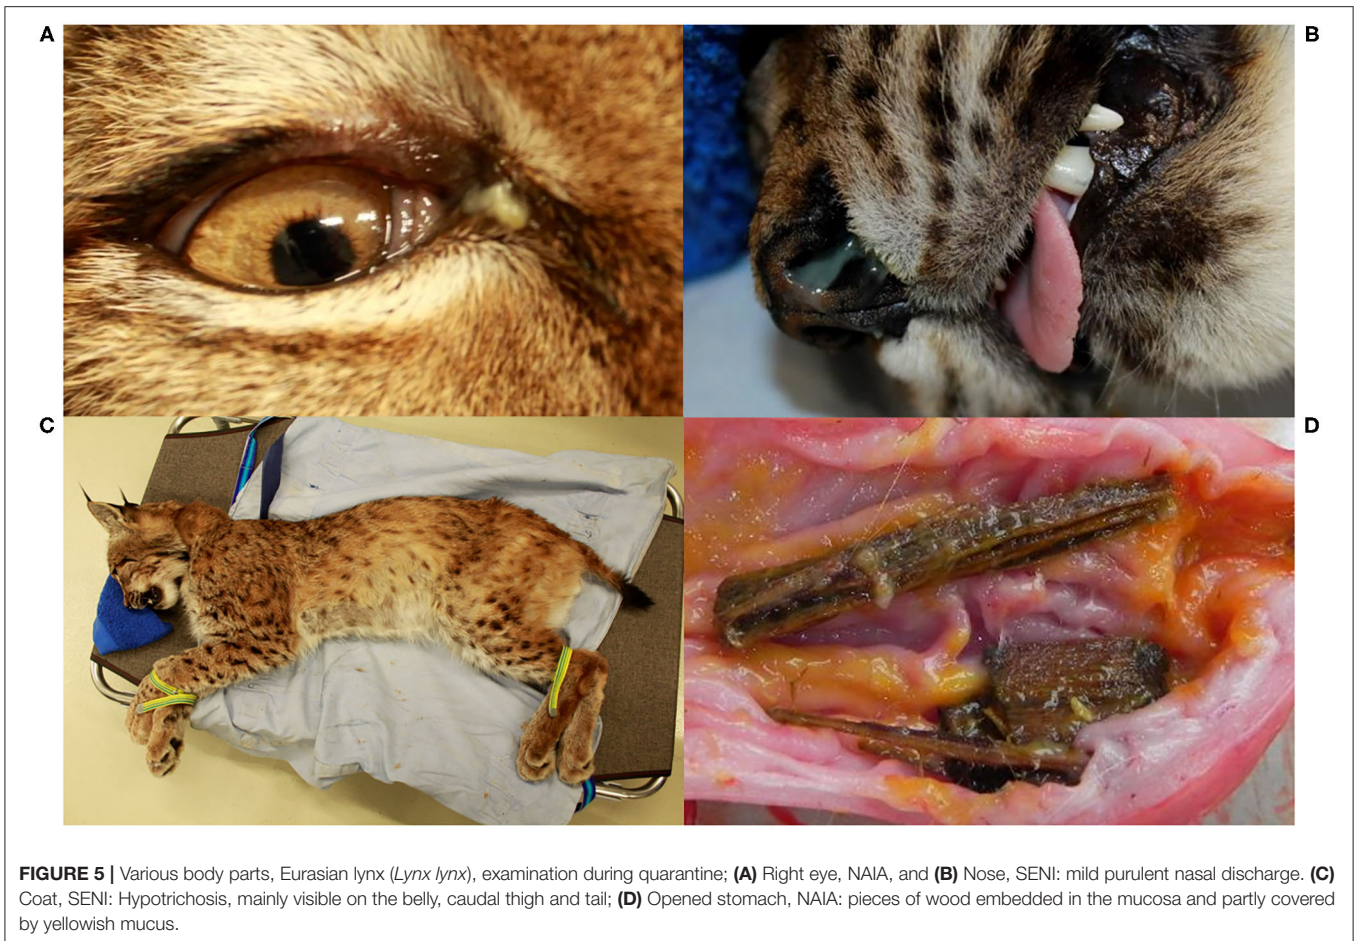 A
B
C
D
FIGURE 5 | Various body parts, Eurasian lynx (Lynx lynx), examination during quarantine; (A) Right eye, NAIA, and (B) Nose, SENI: mild purulent nasal discharge. (C)
Coat, SENI: Hypotrichosis, mainly visible on the belly, caudal thigh and tail; (D) Opened stomach, NAIA: pieces of wood embedded in the mucosa and partly covered
by yellowish mucus.